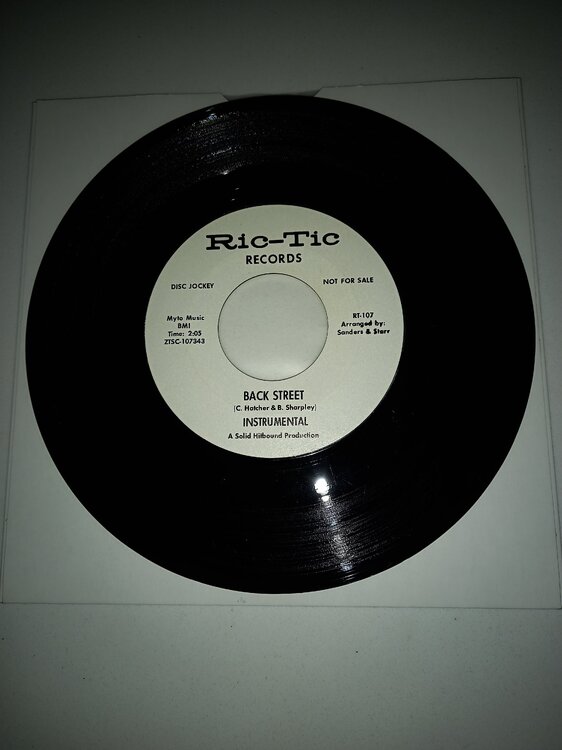 Ric-Tic
RECORDS
DISC JOCKEY
NOT FOR SALE
Myto Music
BMI
Time: 2:05
ZTSC-107343
RT-107
Arranged by:
Sanders & Starr
BACK STREET
(C. Hatcher & B. Sharpley)
INSTRUMENTAL
A Solid Hitbound Production